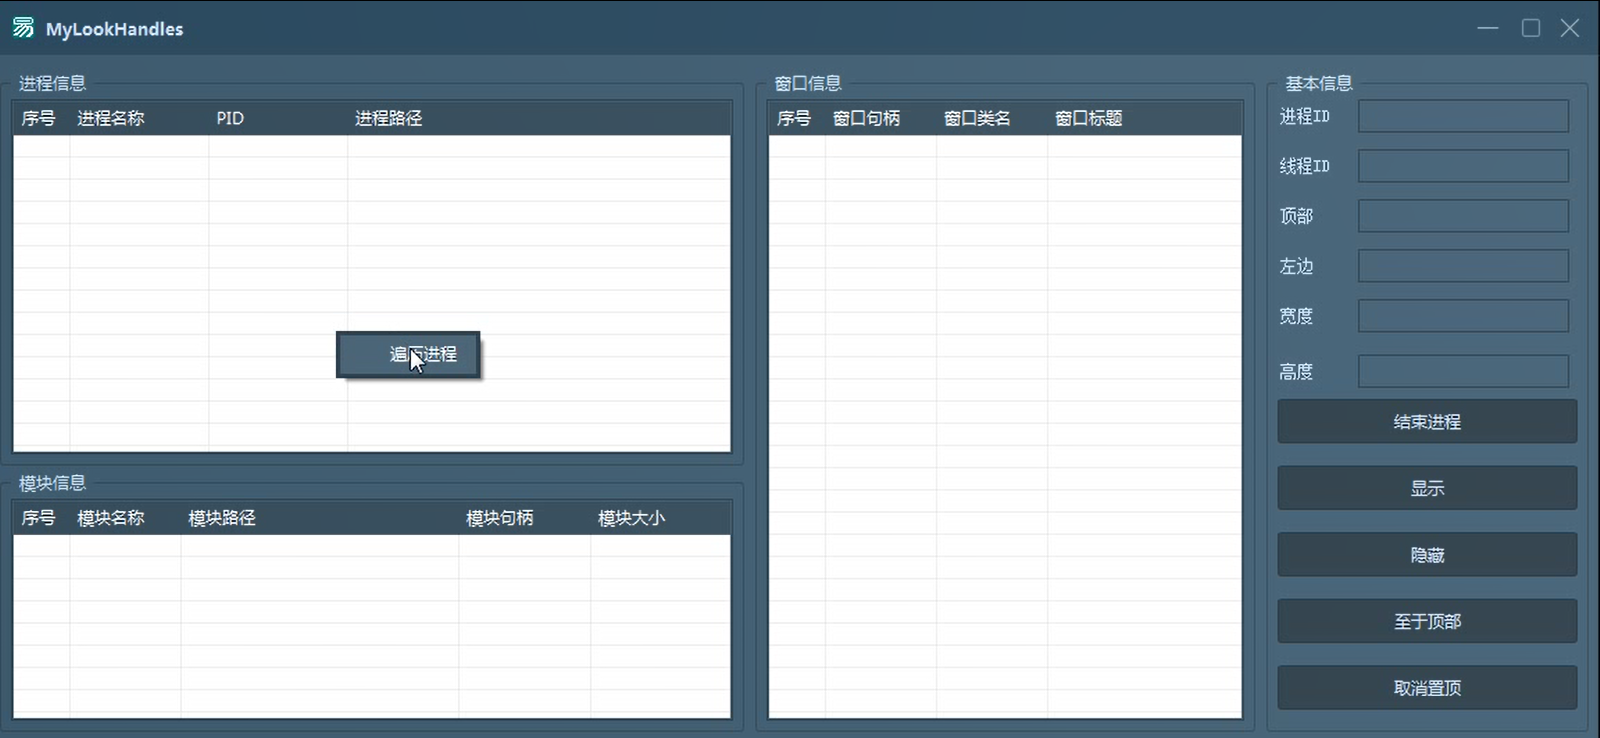 MyLookHandles
进程信息
序号 进程名称 PID 进程路径
遍历进程
模块信息
序号 模块名称 模块路径 模块句柄 模块大小
窗口信息
序号 窗口句柄 窗口类名 窗口标题
基本信息
进程ID
线程ID
顶部
左边
宽度
高度
结束进程
显示
隐藏
至于顶部
取消置顶